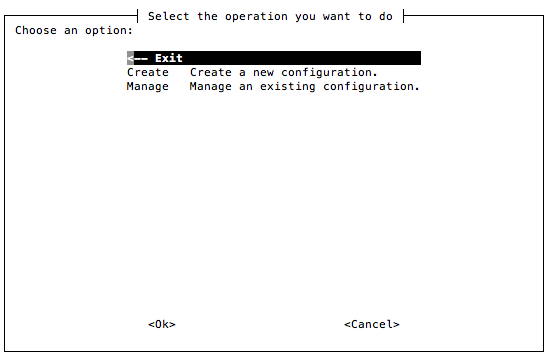 Select the operation you want to do
Choose an option:
<-- Exit
Create   Create a new configuration.
Manage   Manage an existing configuration.
<Ok>   <Cancel>